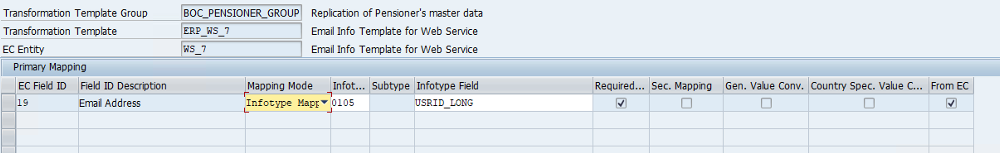 Transformation Template Group BOC_PENSIONER_GROUP Replication of Pensioner's master data
Transformation Template ERP_WS_7 Email Info Template for Web Service
EC Entity WS_7 Email Info Template for Web Service
Primary Mapping
EC Field ID Field ID Description Mapping Mode Infot... Subtype Infotype Field Required... Sec. Mapping Gen. Value Conv. Country Spec. Value C... From EC
19 Email Address Infotype Mapp 0105 USRID_LONG